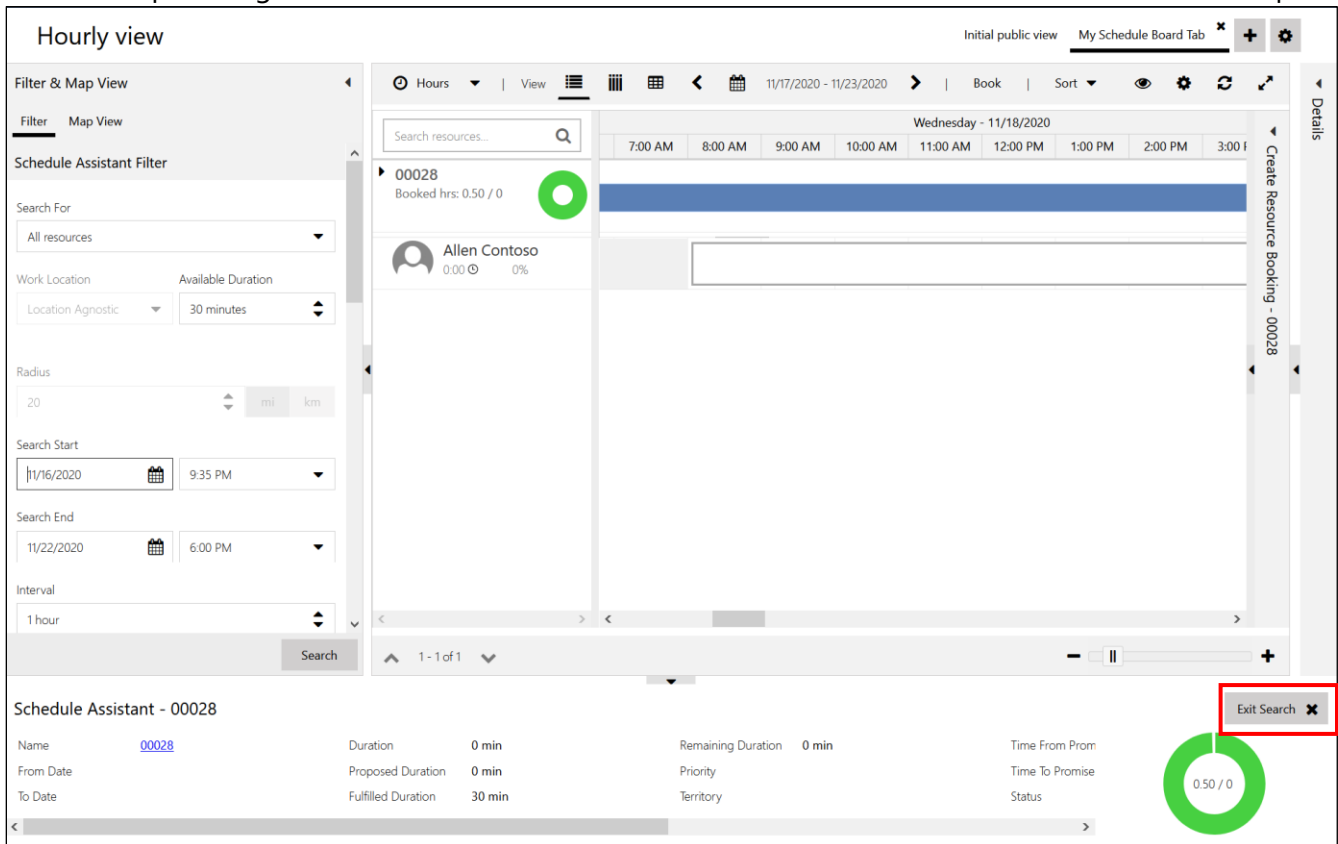 Hourly view
Initial public view My Schedule Board Tab
Filter & Map View
Hours | View 11/17/2020 - 11/23/2020 | Book | Sort
Details
Filter Map View
Search resources...
Wednesday - 11/18/2020
7:00 AM 8:00 AM 9:00 AM 10:00 AM 11:00 AM 12:00 PM 1:00 PM 2:00 PM 3:00
Create Resource Booking - 00028
Schedule Assistant Filter
00028
Booked hrs: 0.50 / 0
Search For
All resources
Allen Contoso
0:00 0%
Work Location Available Duration
Location Agnostic 30 minutes
Radius
20 mi km
Search Start
11/16/2020 9:35 PM
Search End
11/22/2020 6:00 PM
Interval
1 hour
Search
1 - 1 of 1
Schedule Assistant - 00028
Exit Search
Name 00028 Duration 0 min Remaining Duration 0 min Time From Prom
From Date Proposed Duration 0 min Priority Time To Promise
0.50 / 0
To Date Fulfilled Duration 30 min Territory Status